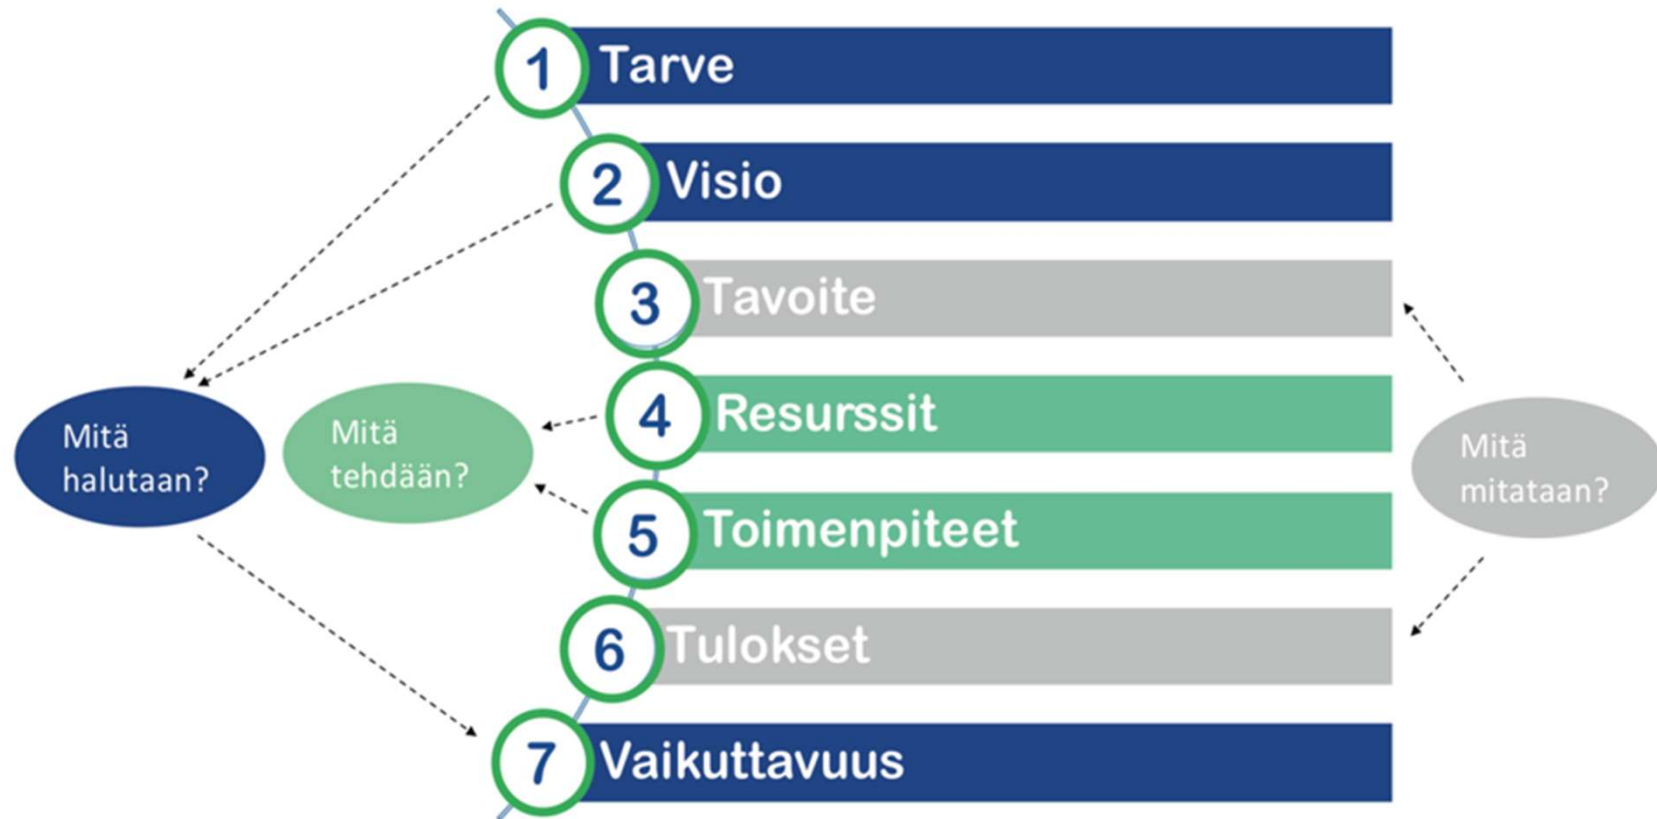 1 Tarve
2 Visio
3 Tavoite
4 Resurssit
5 Toimenpiteet
6 Tulokset
7 Vaikuttavuus
Mitä
halutaan?
Mitä
tehdään?
Mitä
mitataan?